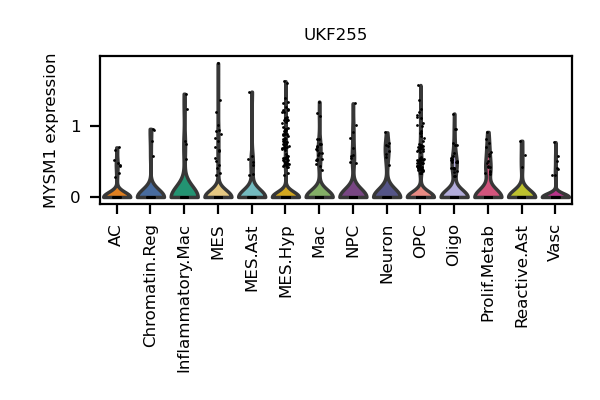 UKF255
MYSM1 expression
1
0
AC
Chromatin.Reg
Inflammatory.Mac
MES
MES.Ast
MES.Hyp
Mac
NPC
Neuron
OPC
Oligo
Prolif.Metab
Reactive.Ast
Vasc